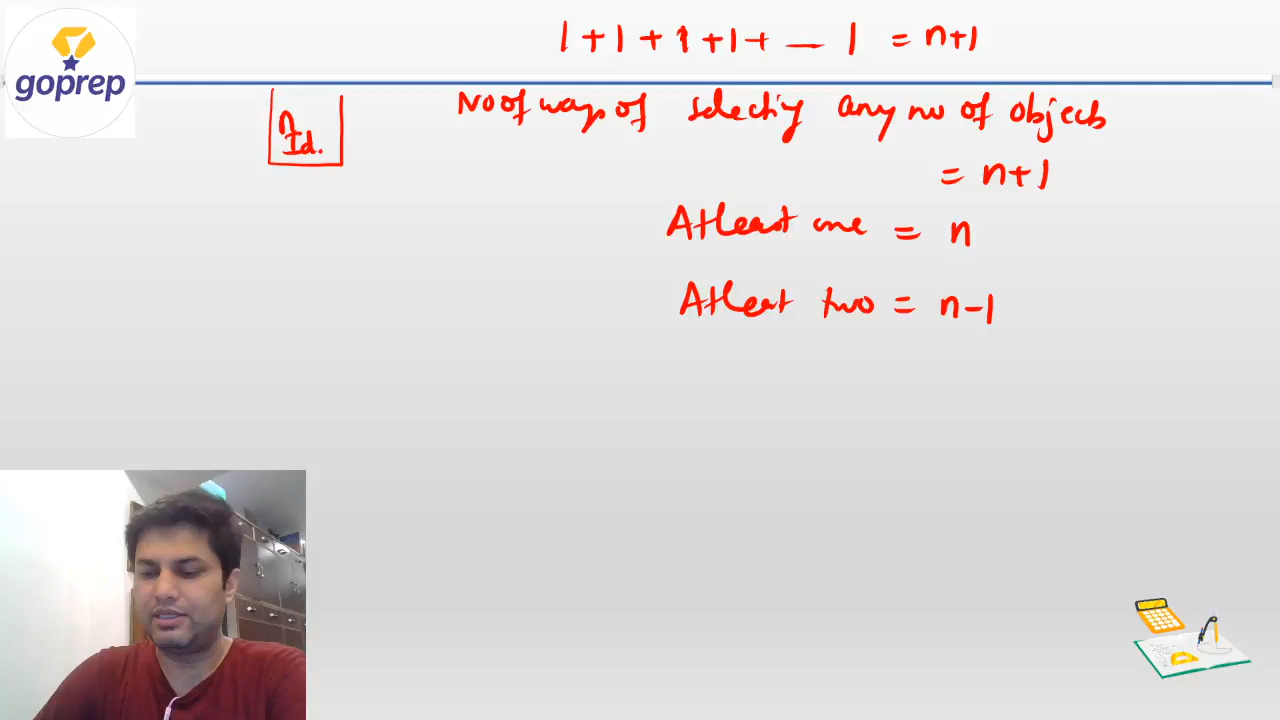 goprep
1 + 1 + 1 + 1 + — 1 = n+1
n
Id.
No of ways of selecting any no of objects
= n+1
Atleast one = n
Atleast two = n-1